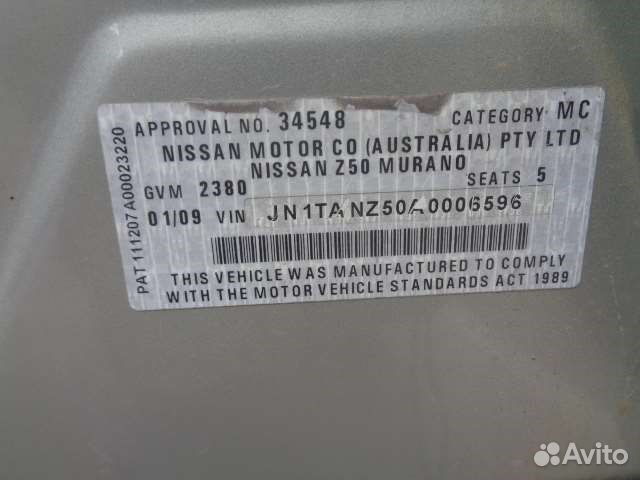 APPROVAL NO. 34548 CATEGORY MC
NISSAN MOTOR CO (AUSTRALIA) PTY LTD
NISSAN Z50 MURANO
GVM 2380 SEATS 5
01/09 VIN JN1TANZ50A0006596
THIS VEHICLE WAS MANUFACTURED TO COMPLY
WITH THE MOTOR VEHICLE STANDARDS ACT 1989
PAT 111207A00023220
Avito